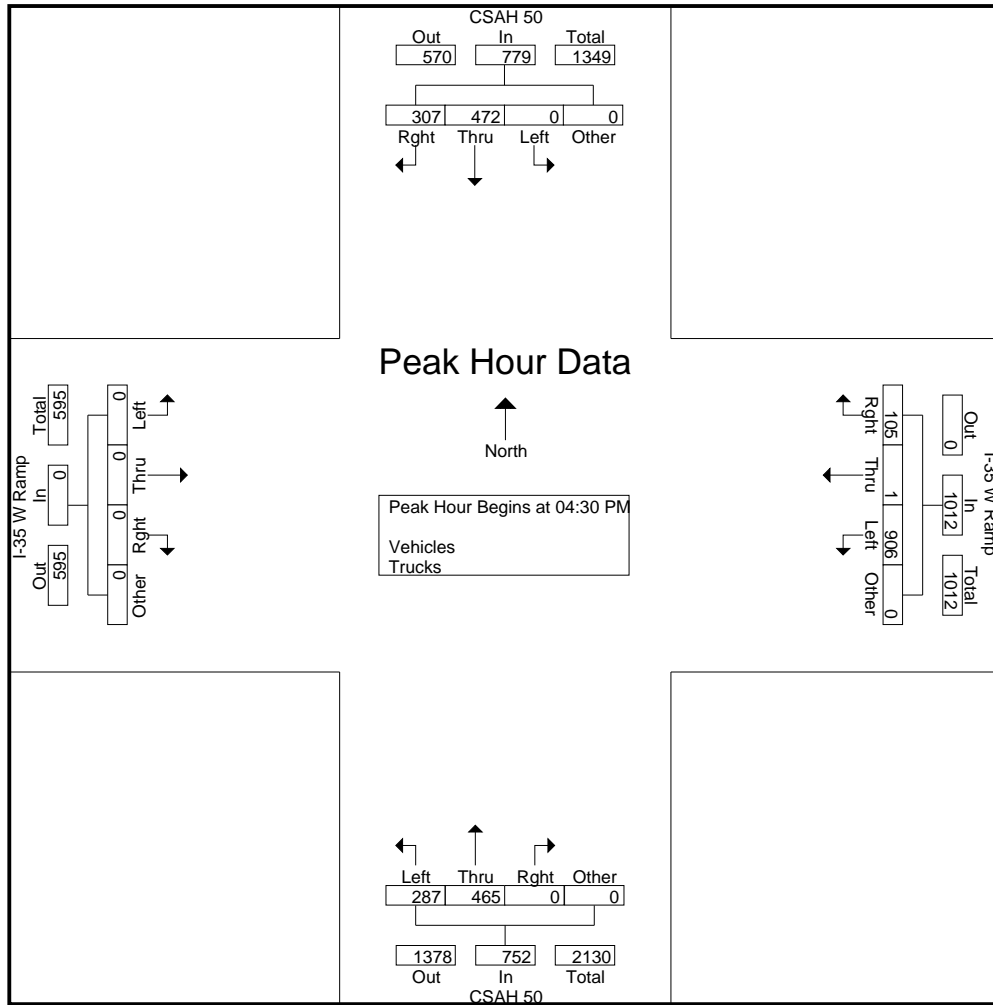 CSAH 50
Out In Total
570 779 1349
307 472 0 0
Rght Thru Left Other
Peak Hour Data
North
Peak Hour Begins at 04:30 PM
Vehicles
Trucks
I-35 W Ramp
Total In Out
595 0 595
0 0 0 0
Left Thru Rght Other
Rght Thru Left Other
105 1 906 0
Out In Total
0 1012 1012
I-35 W Ramp
Left Thru Rght Other
287 465 0 0
1378 752 2130
Out In Total
CSAH 50